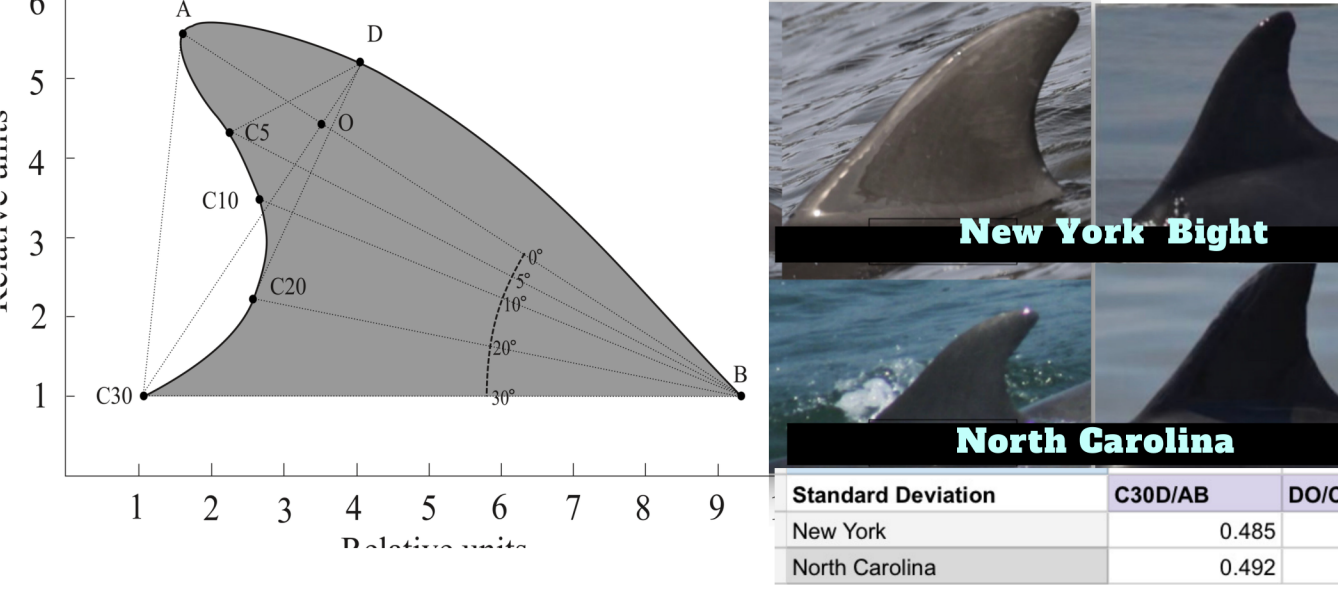 6
A
D
5
C5
O
4
C10
3
0°
5°
C20
10°
2
20°
B
1
C30
30°
1 2 3 4 5 6 7 8 9
Relative units
New York Bight
North Carolina
Standard Deviation C30D/AB DO/
New York 0.485
North Carolina 0.492